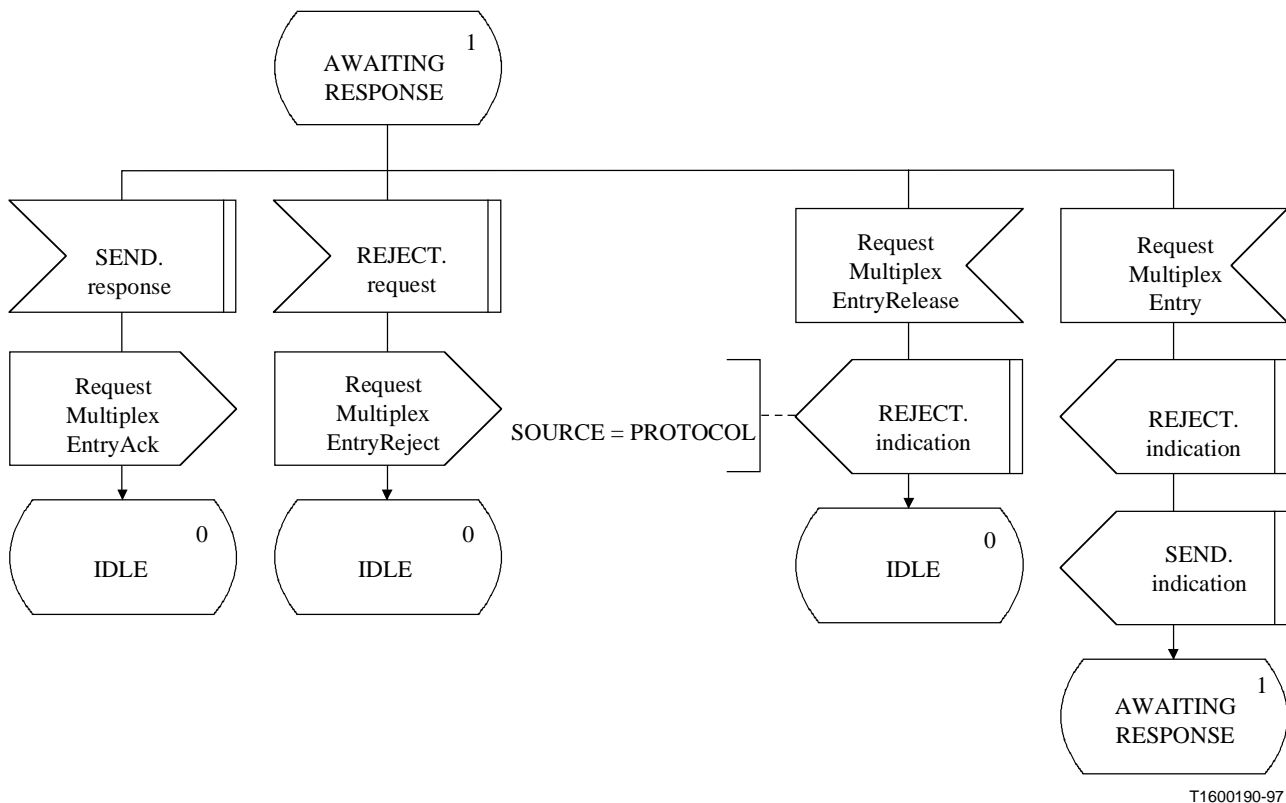 1
AWAITING
RESPONSE
SEND.
response
REJECT.
request
Request
Multiplex
EntryRelease
Request
Multiplex
Entry
Request
Multiplex
EntryAck
Request
Multiplex
EntryReject
SOURCE = PROTOCOL
REJECT.
indication
REJECT.
indication
0
IDLE
0
IDLE
0
IDLE
SEND.
indication
1
AWAITING
RESPONSE
T1600190-97